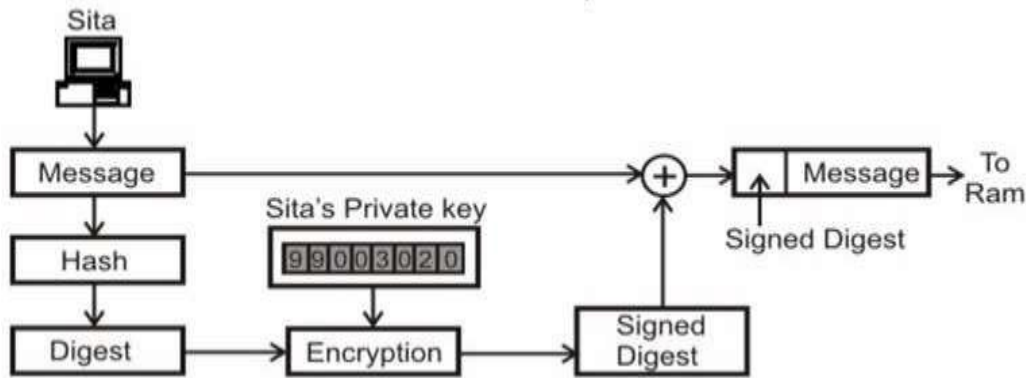 Sita
Message
Hash
Digest
Sita's Private key
99003020
Encryption
Signed
Digest
+
Message
Signed Digest
To
Ram